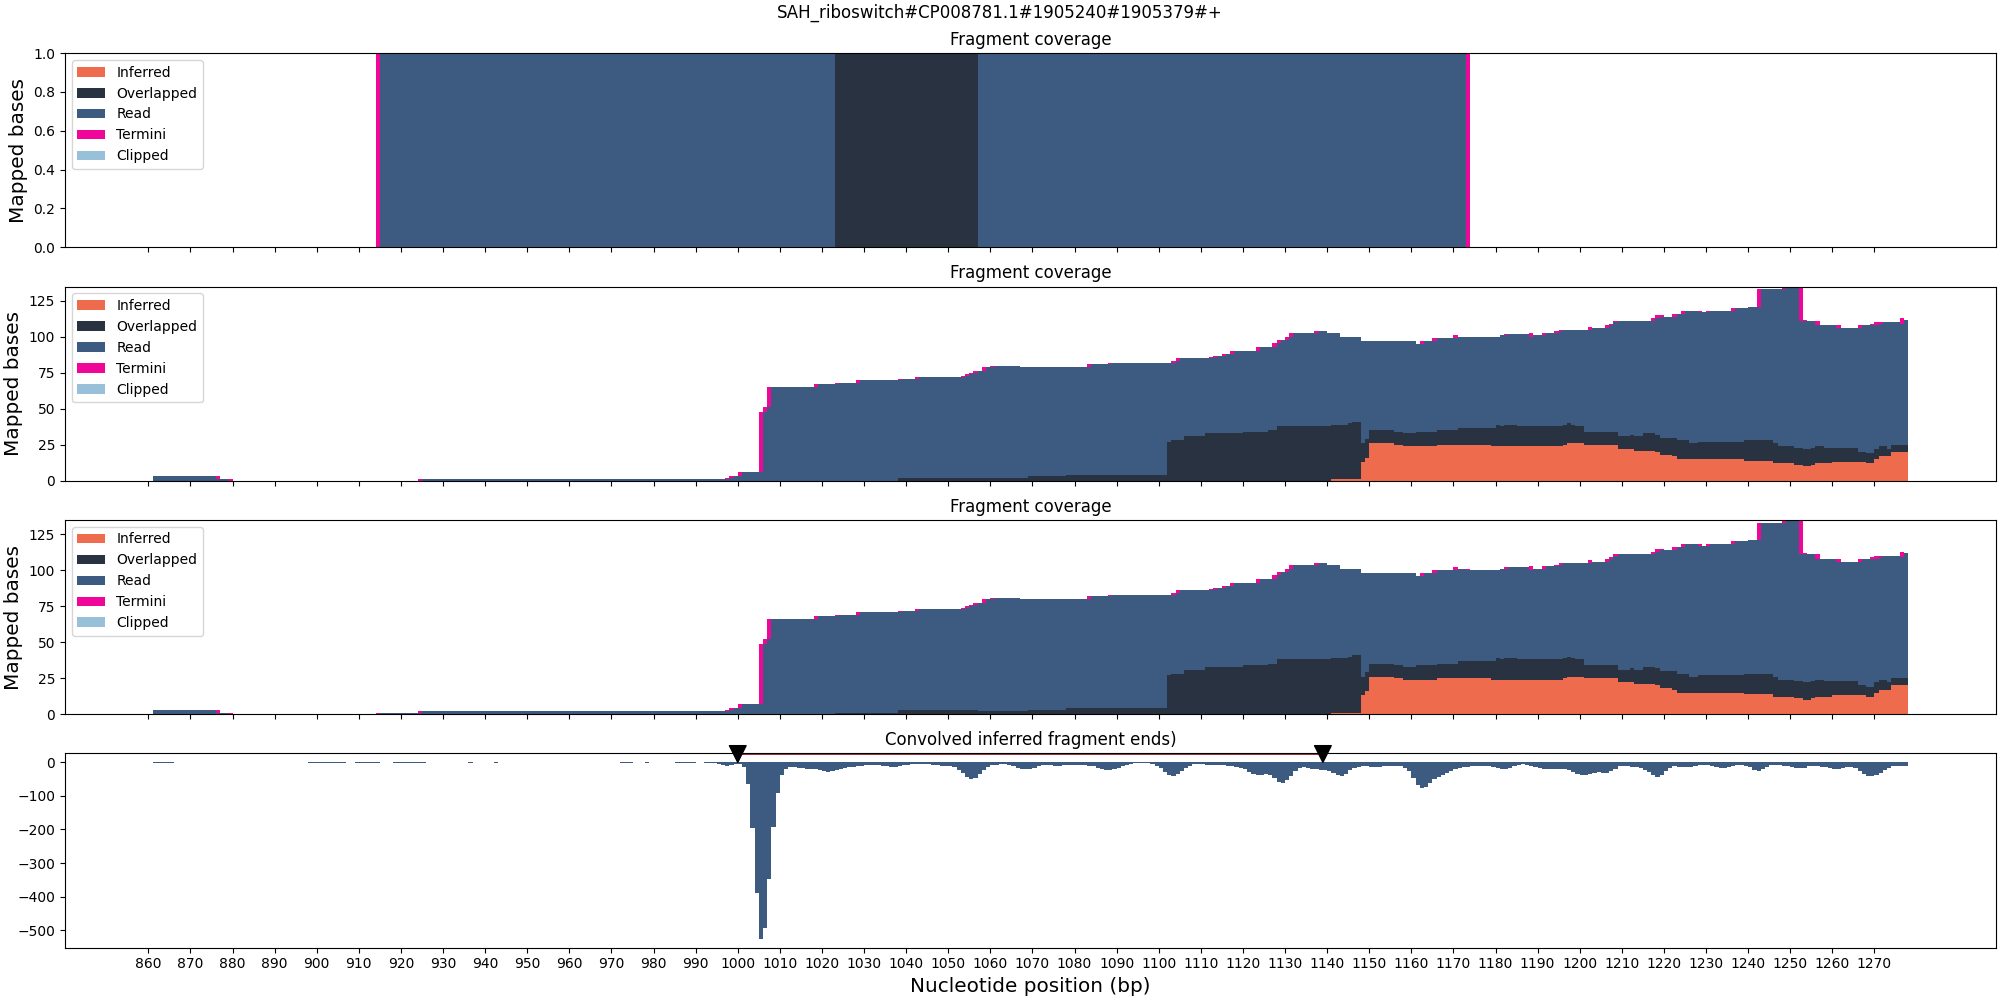 SAH_riboswitch#CP008781.1#1905240#1905379#+
Fragment coverage
Mapped bases
1.0
0.8
0.6
0.4
0.2
0.0
Inferred
Overlapped
Read
Termini
Clipped
Fragment coverage
Mapped bases
125
100
75
50
25
0
Inferred
Overlapped
Read
Termini
Clipped
Fragment coverage
Mapped bases
125
100
75
50
25
0
Inferred
Overlapped
Read
Termini
Clipped
Convolved inferred fragment ends)
0
−100
−200
−300
−400
−500
860 870 880 890 900 910 920 930 940 950 960 970 980 990 1000 1010 1020 1030 1040 1050 1060 1070 1080 1090 1100 1110 1120 1130 1140 1150 1160 1170 1180 1190 1200 1210 1220 1230 1240 1250 1260 1270
Nucleotide position (bp)